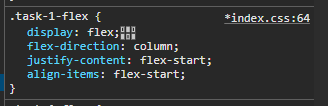 .task-1-flex {
*index.css:64
display: flex;
flex-direction: column;
justify-content: flex-start;
align-items: flex-start;
}